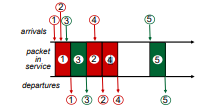 2
1 3 4 5
arrivals
packet
in
service
1 3 2 4 5
departures
1 3 2 4 5